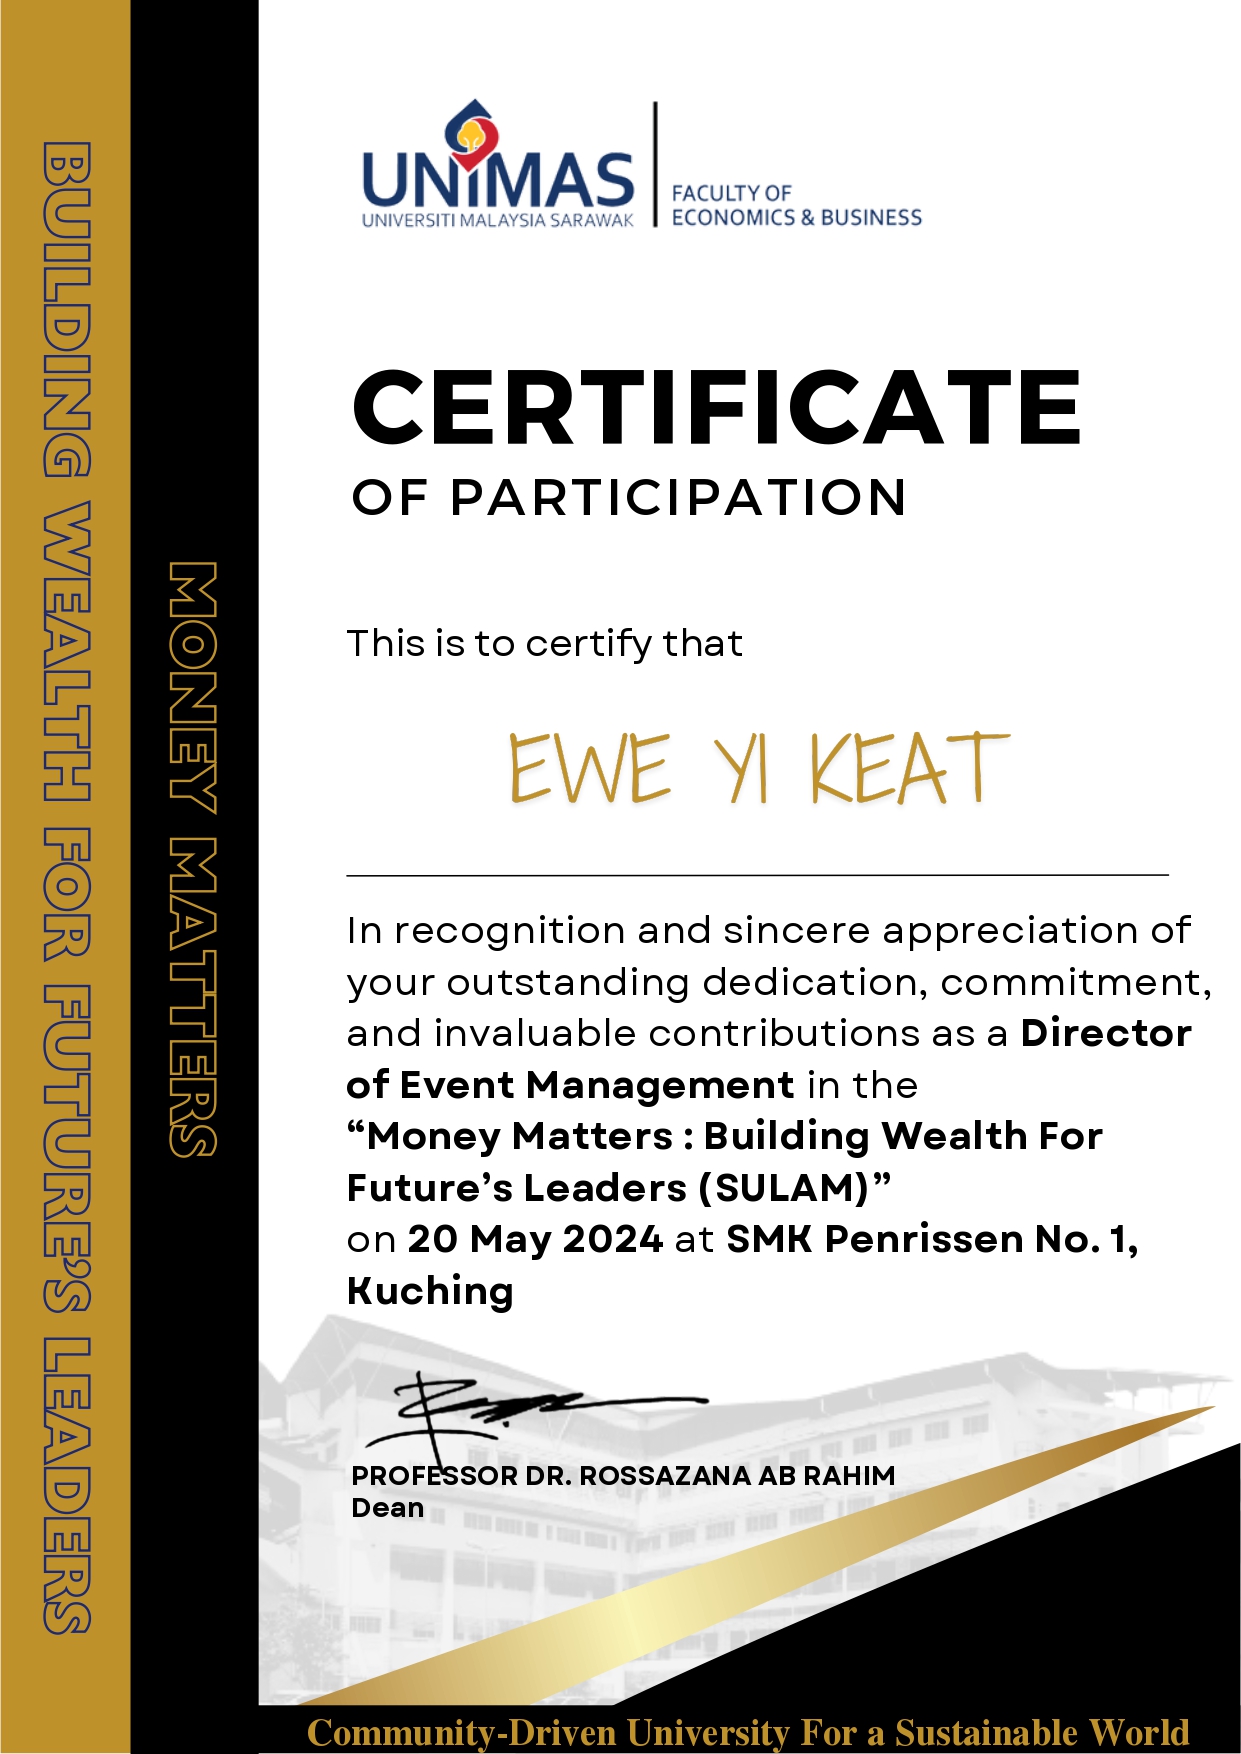 BUILDING WEALTH FOR FUTURE'S LEADERS
MONEY MATTERS
UNIMAS
UNIVERSITI MALAYSIA SARAWAK
FACULTY OF
ECONOMICS & BUSINESS
CERTIFICATE
OF PARTICIPATION
This is to certify that
EWE YI KEAT
In recognition and sincere appreciation of
your outstanding dedication, commitment,
and invaluable contributions as a Director
of Event Management in the
“Money Matters : Building Wealth For
Future’s Leaders (SULAM)”
on 20 May 2024 at SMK Penrissen No. 1,
Kuching
PROFESSOR DR. ROSSAZANA AB RAHIM
Dean
Community-Driven University For a Sustainable World